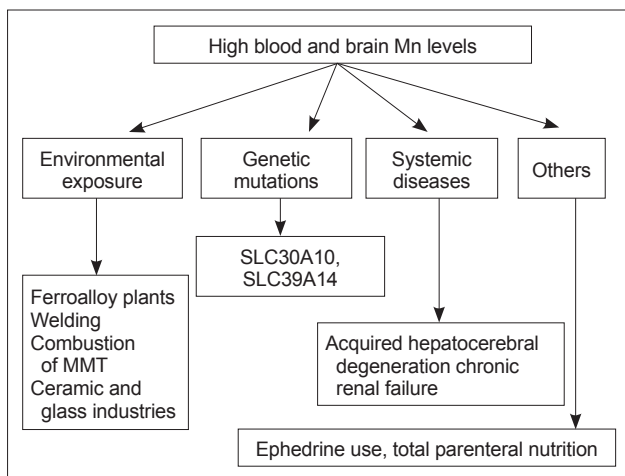 High blood and brain Mn levels
Environmental
exposure
Genetic
mutations
Systemic
diseases
Others
SLC30A10,
SLC39A14
Ferroalloy plants
Welding
Combustion
of MMT
Ceramic and
glass industries
Acquired hepatocerebral
degeneration chronic
renal failure
Ephedrine use, total parenteral nutrition